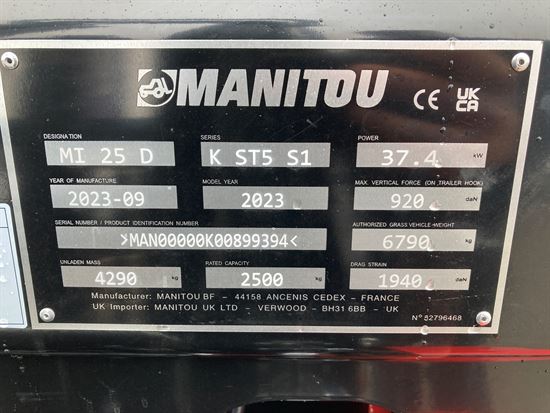 MANITOU
CE UK CA
DESIGNATION SERIES POWER
MI 25 D K ST5 S1 37.4 kW
YEAR OF MANUFACTURE MODEL YEAR MAX. VERTICAL FORCE (ON TRAILER HOOK)
2023-09 2023 920 daN
SERIAL NUMBER / PRODUCT IDENTIFICATION NUMBER AUTHORIZED GRASS VEHICLE WEIGHT
>MAN00000K00899394< 6790 kg
UNLADEN MASS RATED CAPACITY DRAG STRAIN
4290 kg 2500 kg 1940 daN
Manufacturer: MANITOU BF - 44158 ANCENIS CEDEX - FRANCE
UK Importer: MANITOU UK LTD - VERWOOD - BH31 6BB - UK
N° 52796468